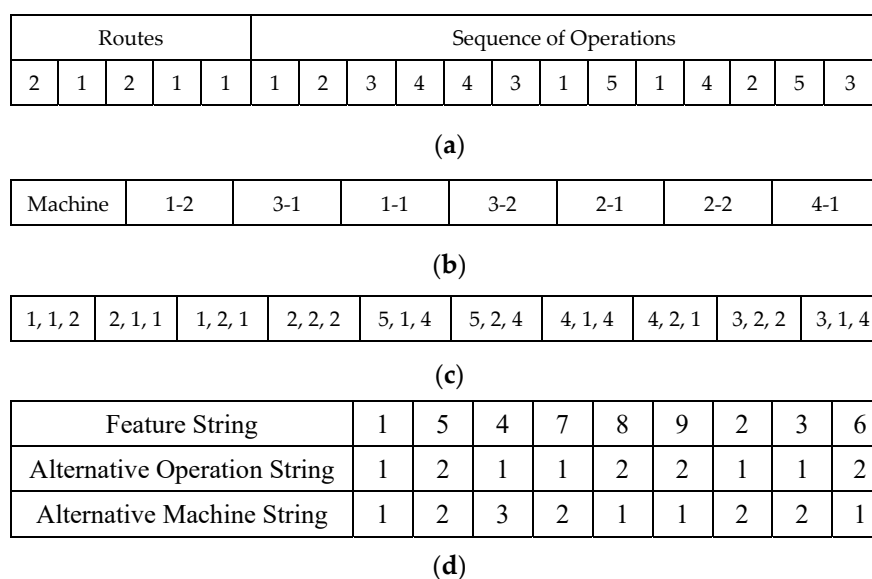 Routes Sequence of Operations
2 1 2 1 1 1 2 3 4 4 3 1 5 1 4 2 5 3
(a)
Machine 1-2 3-1 1-1 3-2 2-1 2-2 4-1
(b)
1, 1, 2 2, 1, 1 1, 2, 1 2, 2, 2 5, 1, 4 5, 2, 4 4, 1, 4 4, 2, 1 3, 2, 2 3, 1, 4
(c)
Feature String 1 5 4 7 8 9 2 3 6
Alternative Operation String 1 2 1 1 2 2 1 1 2
Alternative Machine String 1 2 3 2 1 1 2 2 1
(d)